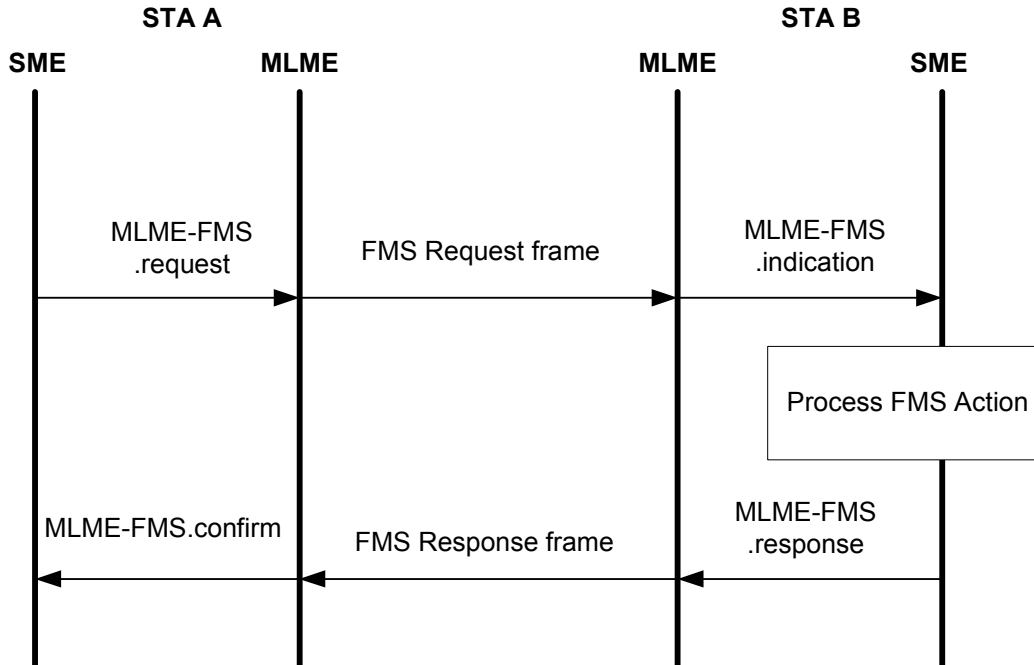 STA A
STA B
SME
MLME
MLME
SME
MLME-FMS
.request
FMS Request frame
MLME-FMS
.indication
Process FMS Action
MLME-FMS.confirm
FMS Response frame
MLME-FMS
.response